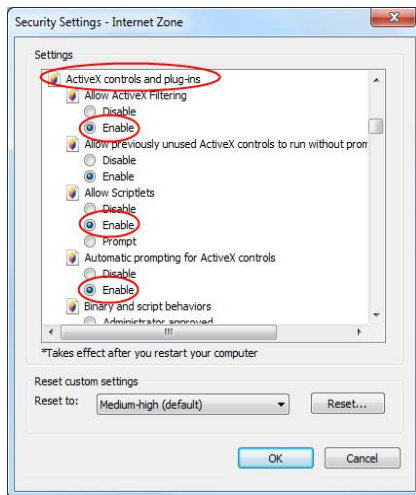 Security Settings - Internet Zone
Settings
ActiveX controls and plug-ins
Allow ActiveX Filtering
Disable
Enable
Allow previously unused ActiveX controls to run without prom
Disable
Enable
Allow Scriptlets
Disable
Enable
Prompt
Automatic prompting for ActiveX controls
Disable
Enable
Binary and script behaviors
Administrator approved
*Takes effect after you restart your computer
Reset custom settings
Reset to: Medium-high (default) Reset...
OK Cancel